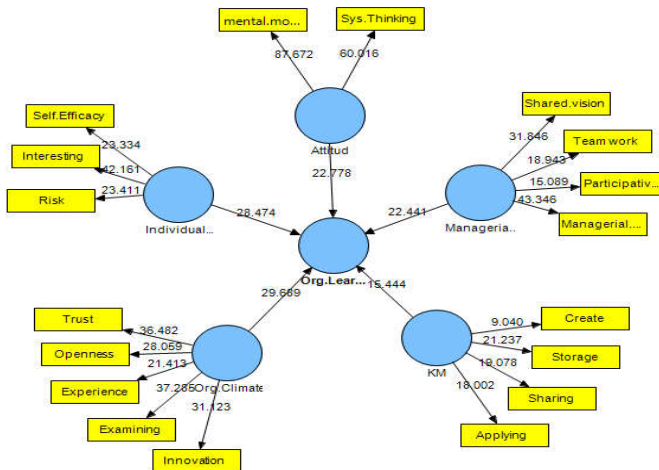 mental.mo...
Sys.Thinking
87.672
60.016
Attitud
22.778
Self.Efficacy
Interesting
Risk
23.334
42.161
23.411
Individual...
28.474
Shared.vision
Team work
Participativ...
Managerial....
31.846
18.943
15.089
43.346
Manageria..
22.441
Org.Lear...
29.689
15.444
Trust
Openness
Experience
Examining
Innovation
36.482
28.059
21.413
37.285
31.123
Org.Climate
KM
Create
Storage
Sharing
Applying
9.040
21.237
19.078
18.002